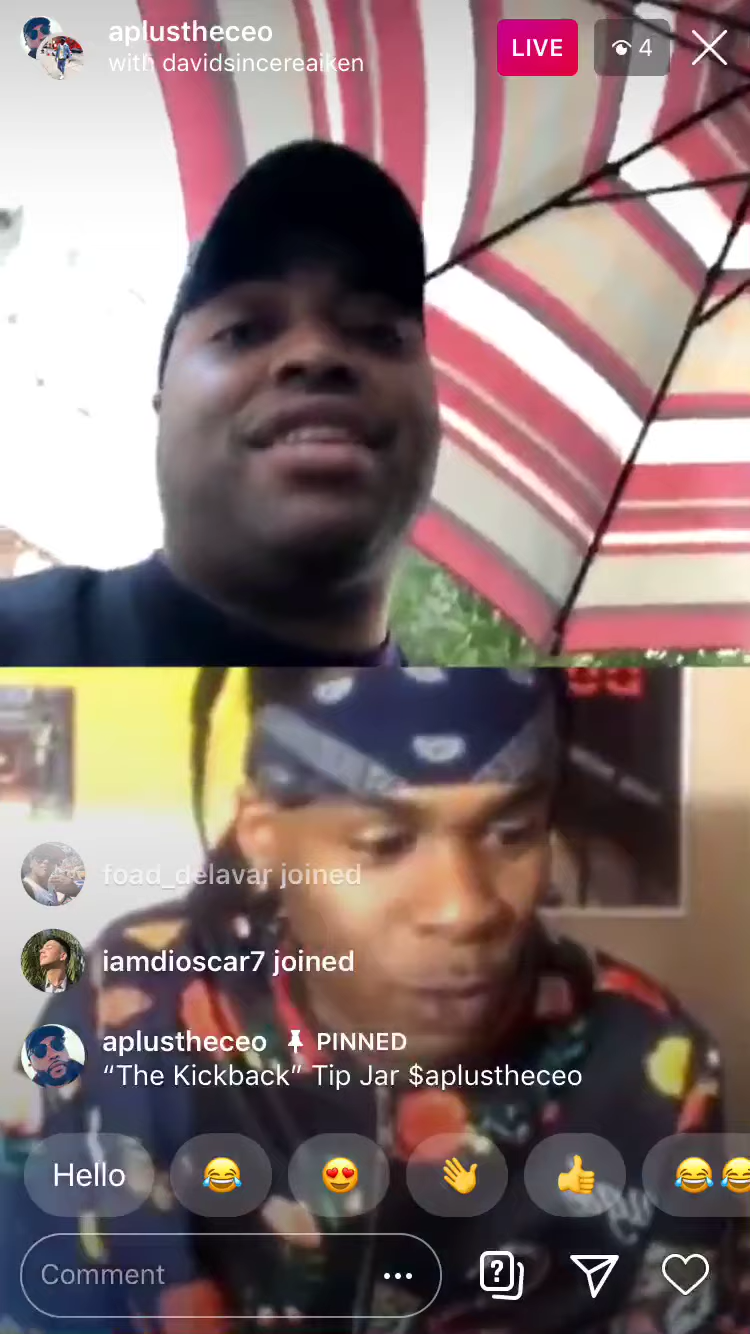 aplustheceo
with davidsincereaiken
LIVE
4
foad_delavar joined
iamdioscar7 joined
aplustheceo PINNED
“The Kickback” Tip Jar $aplustheceo
Hello
Comment